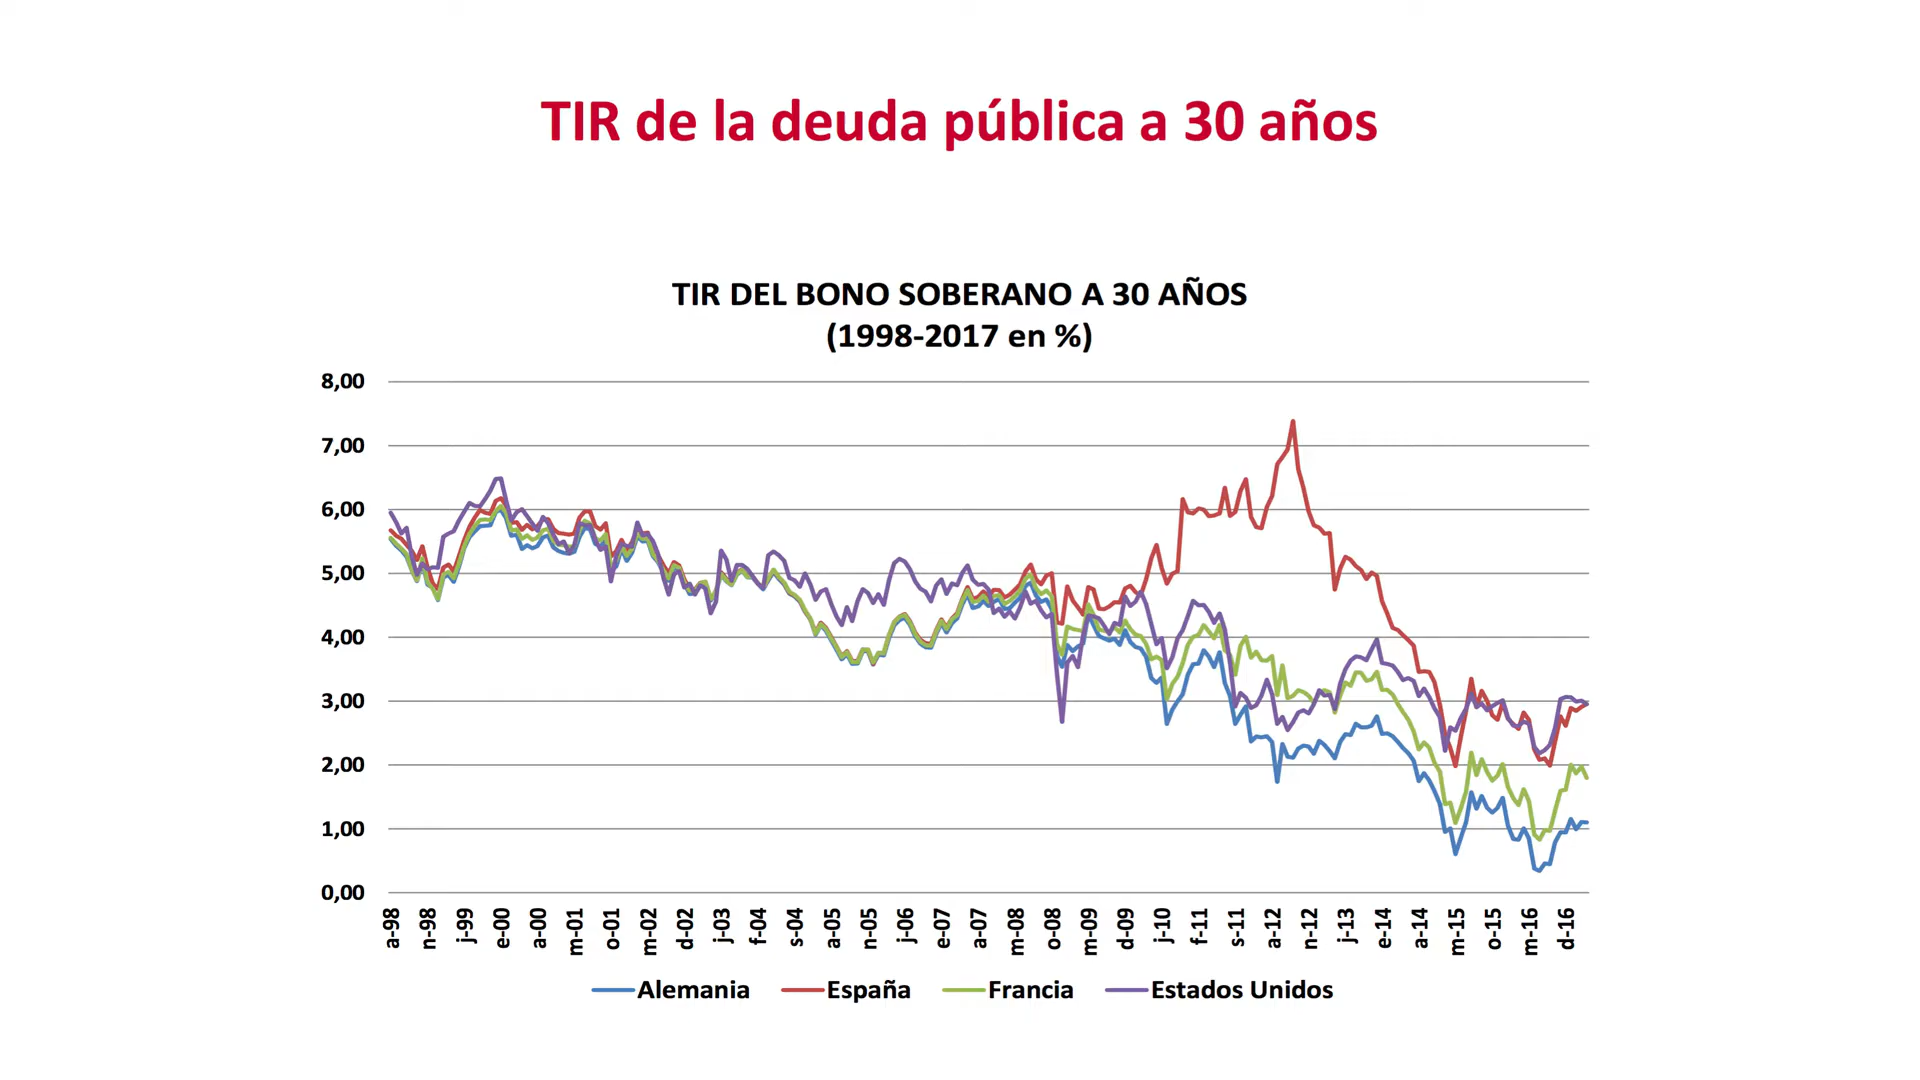 TIR de la deuda pública a 30 años
TIR DEL BONO SOBERANO A 30 AÑOS
(1998-2017 en %)
8,00
7,00
6,00
5,00
4,00
3,00
2,00
1,00
0,00
a-98
n-98
j-99
e-00
a-00
m-01
o-01
m-02
d-02
j-03
f-04
s-04
a-05
n-05
j-06
e-07
a-07
m-08
o-08
m-09
d-09
j-10
f-11
s-11
a-12
n-12
j-13
e-14
a-14
m-15
o-15
m-16
d-16
Alemania España Francia Estados Unidos